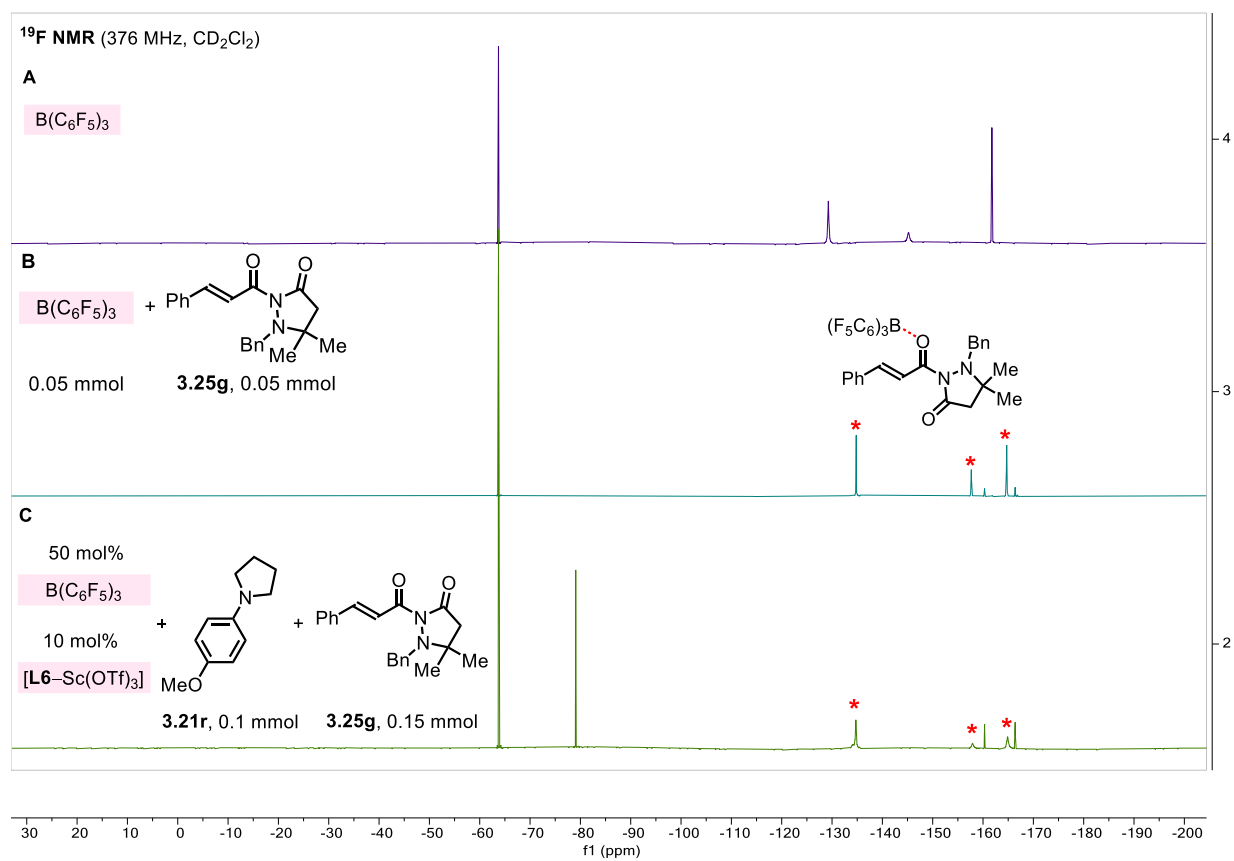 ¹⁹F NMR (376 MHz, CD₂Cl₂)
A
B(C₆F₅)₃
4
B
B(C₆F₅)₃
+
Ph
O
O
N
N
Bn
Me
Me
0.05 mmol
3.25g, 0.05 mmol
(F₅C₆)₃B
O
Bn
Ph
N
N
Me
Me
O
3
*
*
*
C
50 mol%
B(C₆F₅)₃
10 mol%
[L6–Sc(OTf)₃]
+
N
MeO
3.21r, 0.1 mmol
+
Ph
O
O
N
N
Bn
Me
Me
3.25g, 0.15 mmol
2
*
*
*
30 20 10 0 -10 -20 -30 -40 -50 -60 -70 -80 -90 -100 -110 -120 -130 -140 -150 -160 -170 -180 -190 -200
f1 (ppm)